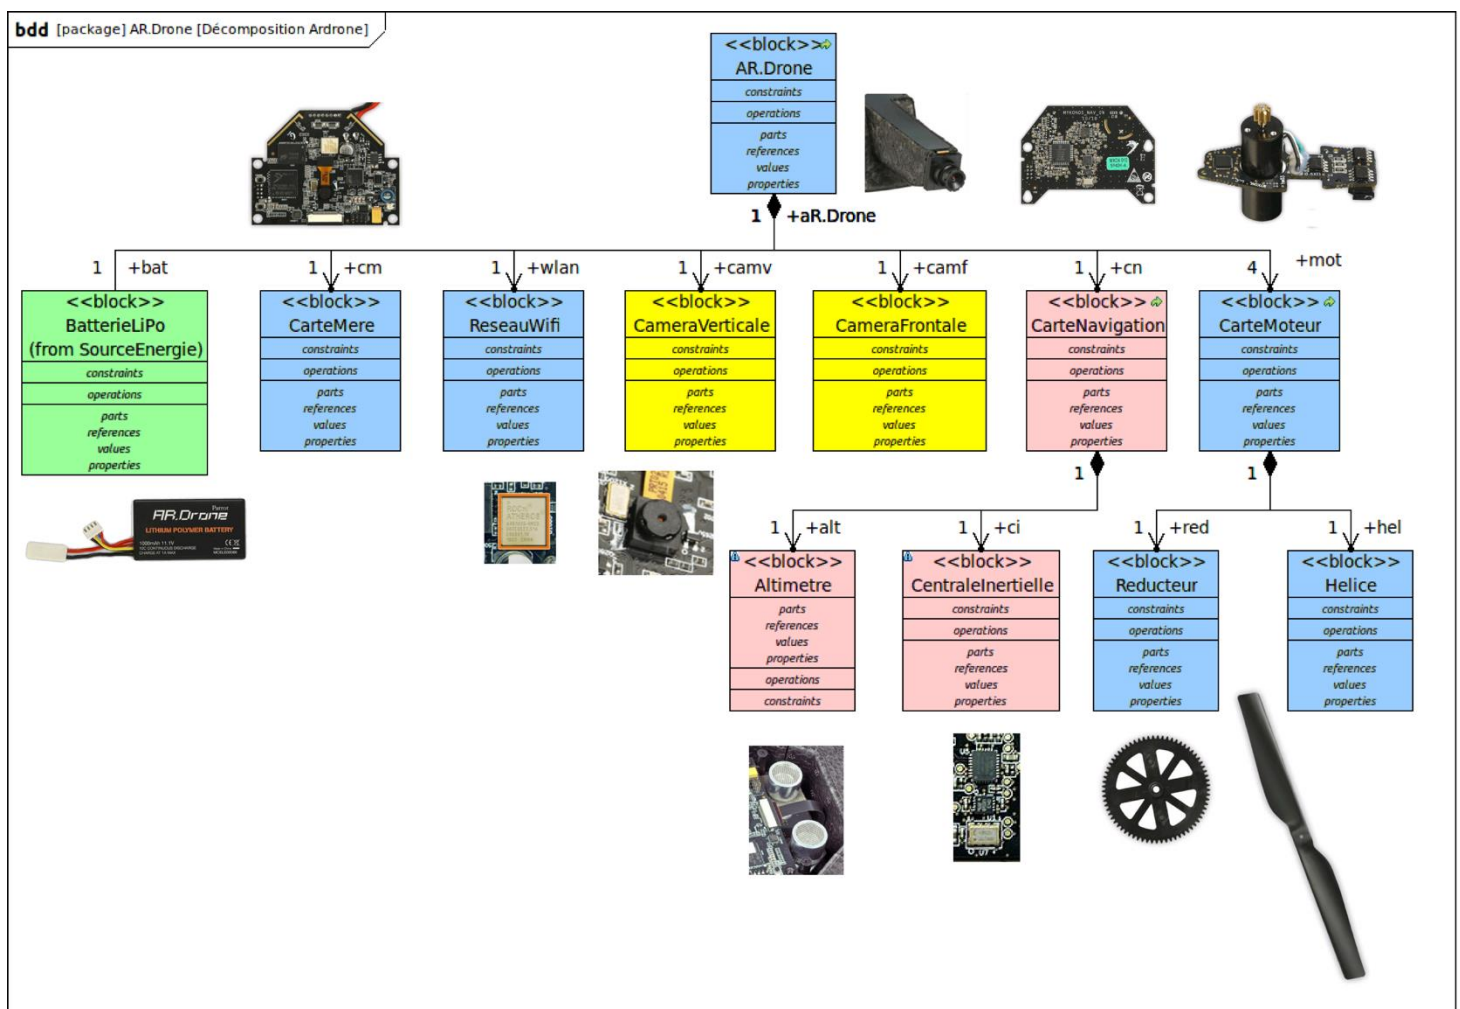 bdd [package] AR.Drone [Décomposition Ardrone]
<<block>>
AR.Drone
constraints
operations
parts
references
values
properties
1 +aR.Drone
1 +bat
1 +cm
1 +wlan
1 +camv
1 +camf
1 +cn
4 +mot
<<block>>
BatterieLiPo
(from SourceEnergie)
constraints
operations
parts
references
values
properties
<<block>>
CarteMere
constraints
operations
parts
references
values
properties
<<block>>
ReseauWifi
constraints
operations
parts
references
values
properties
<<block>>
CameraVerticale
constraints
operations
parts
references
values
properties
<<block>>
CameraFrontale
constraints
operations
parts
references
values
properties
<<block>>
CarteNavigation
constraints
operations
parts
references
values
properties
1
<<block>>
CarteMoteur
constraints
operations
parts
references
values
properties
1
Parrot
AR.Drone
LITHIUM POLYMER BATTERY
1000mAh 11.1V
ATHEROS
1 +alt
1 +ci
1 +red
1 +hel
<<block>>
Altimetre
parts
references
values
properties
operations
constraints
<<block>>
CentraleInertielle
constraints
operations
parts
references
values
properties
<<block>>
Reducteur
constraints
operations
parts
references
values
properties
<<block>>
Helice
constraints
operations
parts
references
values
properties